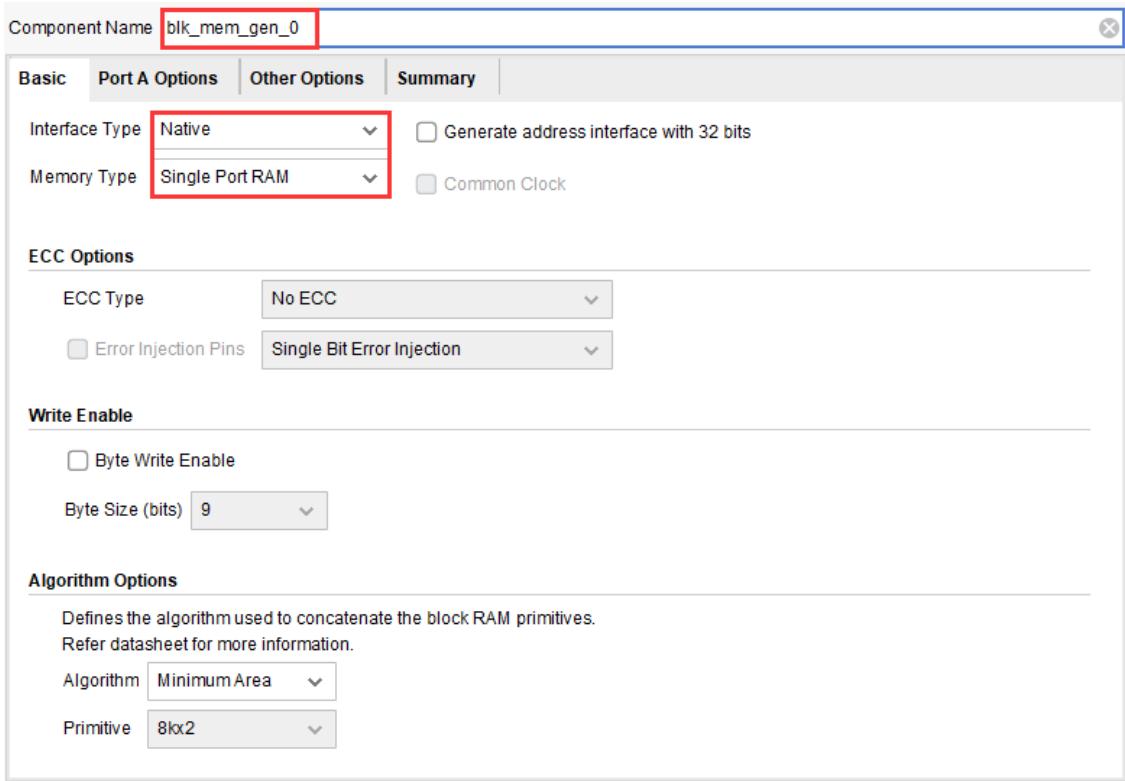 Component Name blk_mem_gen_0
Basic Port A Options Other Options Summary
Interface Type Native Generate address interface with 32 bits
Memory Type Single Port RAM Common Clock
ECC Options
ECC Type No ECC
Error Injection Pins Single Bit Error Injection
Write Enable
Byte Write Enable
Byte Size (bits) 9
Algorithm Options
Defines the algorithm used to concatenate the block RAM primitives.
Refer datasheet for more information.
Algorithm Minimum Area
Primitive 8kx2